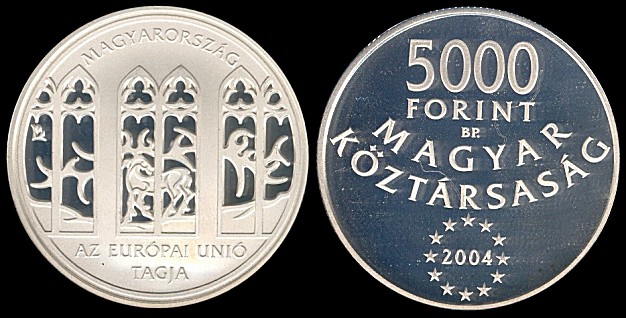 MAGYARORSZÁG
AZ EURÓPAI UNIÓ
TAGJA
5000
FORINT
BP.
MAGYAR
KÖZTÁRSASÁG
2004